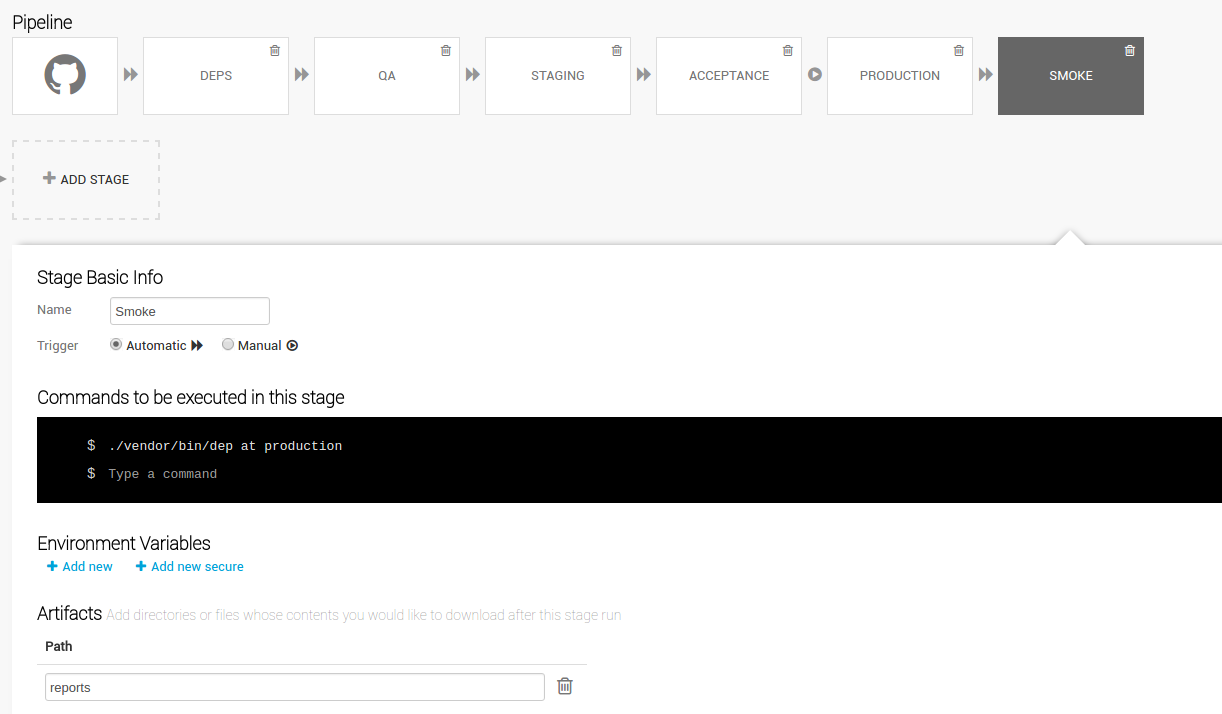 Pipeline
DEPS QA STAGING ACCEPTANCE PRODUCTION SMOKE
ADD STAGE
Stage Basic Info
Name Smoke
Trigger Automatic Manual
Commands to be executed in this stage
$ ./vendor/bin/dep at production
$ Type a command
Environment Variables
Add new Add new secure
Artifacts Add directories or files whose contents you would like to download after this stage run
Path
reports